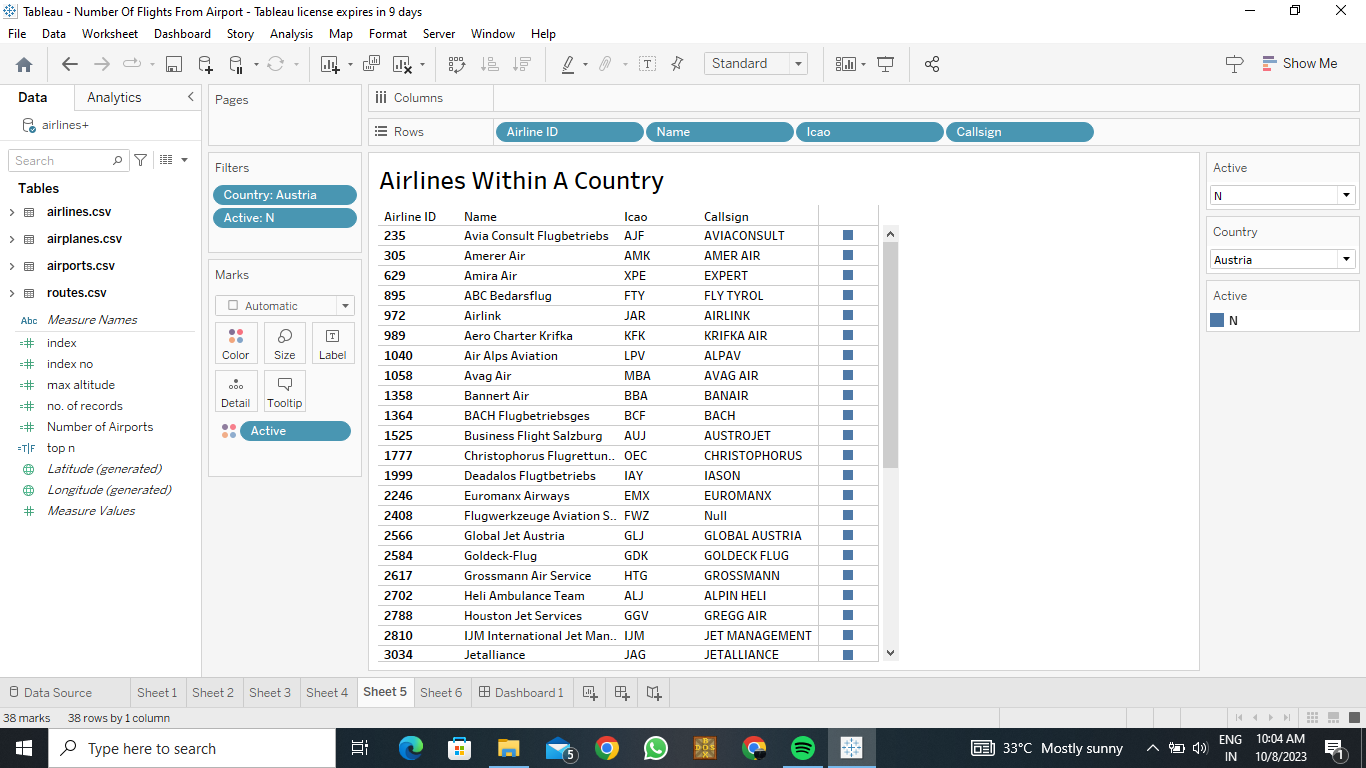 Tableau - Number Of Flights From Airport - Tableau license expires in 9 days
File Data Worksheet Dashboard Story Analysis Map Format Server Window Help
Standard
Show Me
Data Analytics
airlines+
Search
Tables
airlines.csv
airplanes.csv
airports.csv
routes.csv
Abc Measure Names
index
index no
max altitude
no. of records
Number of Airports
=T|F top n
Latitude (generated)
Longitude (generated)
Measure Values
Pages
Filters
Country: Austria
Active: N
Marks
Automatic
Color Size Label
Detail Tooltip
Active
Columns
Rows Airline ID Name Icao Callsign
Airlines Within A Country
Airline ID Name Icao Callsign
235 Avia Consult Flugbetriebs AJF AVIACONSULT
305 Amerer Air AMK AMER AIR
629 Amira Air XPE EXPERT
895 ABC Bedarsflug FTY FLY TYROL
972 Airlink JAR AIRLINK
989 Aero Charter Krifka KFK KRIFKA AIR
1040 Air Alps Aviation LPV ALPAV
1058 Avag Air MBA AVAG AIR
1358 Bannert Air BBA BANAIR
1364 BACH Flugbetriebsges BCF BACH
1525 Business Flight Salzburg AUJ AUSTROJET
1777 Christophorus Flugrettun.. OEC CHRISTOPHORUS
1999 Deadalos Flugtbetriebs IAY IASON
2246 Euromanx Airways EMX EUROMANX
2408 Flugwerkzeuge Aviation S.. FWZ Null
2566 Global Jet Austria GLJ GLOBAL AUSTRIA
2584 Goldeck-Flug GDK GOLDECK FLUG
2617 Grossmann Air Service HTG GROSSMANN
2702 Heli Ambulance Team ALJ ALPIN HELI
2788 Houston Jet Services GGV GREGG AIR
2810 IJM International Jet Man.. IJM JET MANAGEMENT
3034 Jetalliance JAG JETALLIANCE
Active
N
Country
Austria
Active
N
Data Source Sheet 1 Sheet 2 Sheet 3 Sheet 4 Sheet 5 Sheet 6 Dashboard 1
38 marks 38 rows by 1 column
Type here to search
5
DOS
33°C Mostly sunny
ENG
IN
10:04 AM
10/8/2023
1